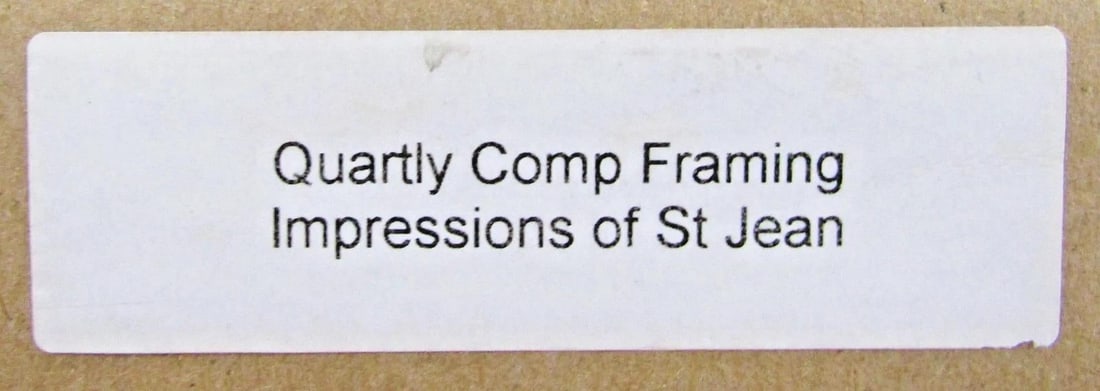 Quartly Comp Framing
Impressions of St Jean